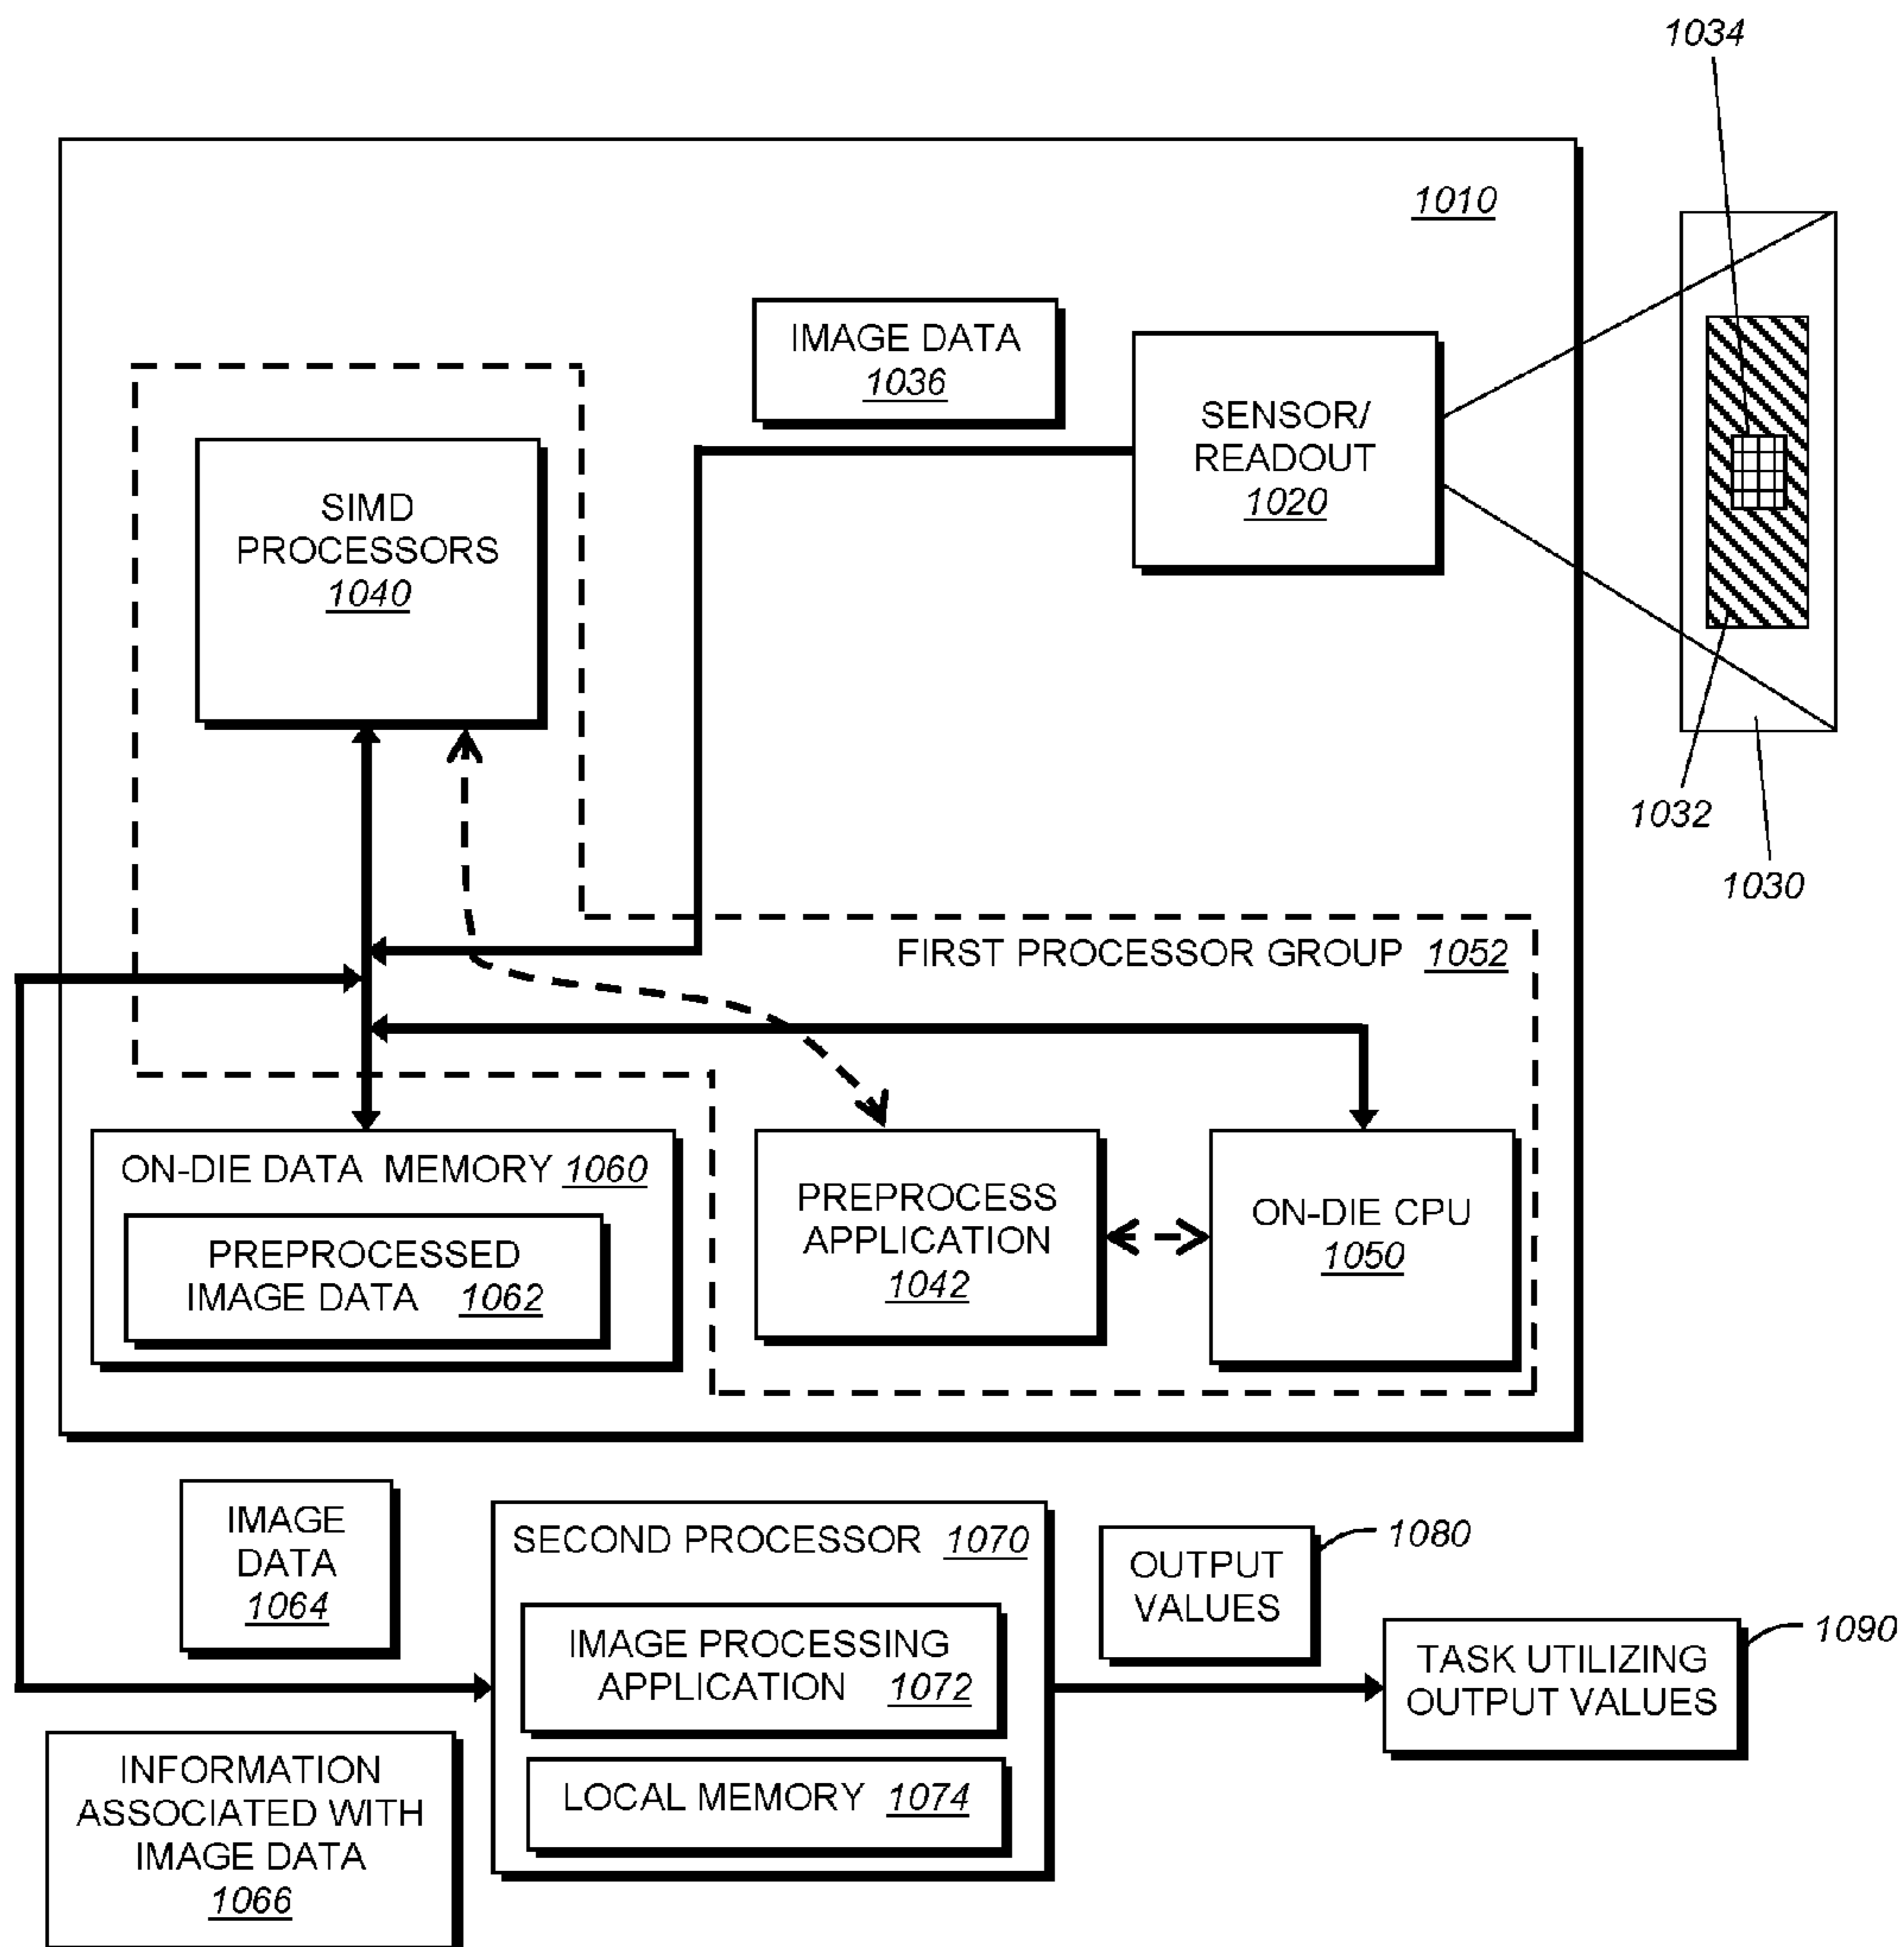 1034
1010
IMAGE DATA
1036
SENSOR/
READOUT
1020
SIMD
PROCESSORS
1040
1032
1030
FIRST PROCESSOR GROUP 1052
ON-DIE DATA MEMORY 1060
PREPROCESSED
IMAGE DATA 1062
PREPROCESS
APPLICATION
1042
ON-DIE CPU
1050
IMAGE
DATA
1064
SECOND PROCESSOR 1070
IMAGE PROCESSING
APPLICATION 1072
LOCAL MEMORY 1074
OUTPUT
VALUES
1080
TASK UTILIZING
OUTPUT VALUES
1090
INFORMATION
ASSOCIATED WITH
IMAGE DATA
1066